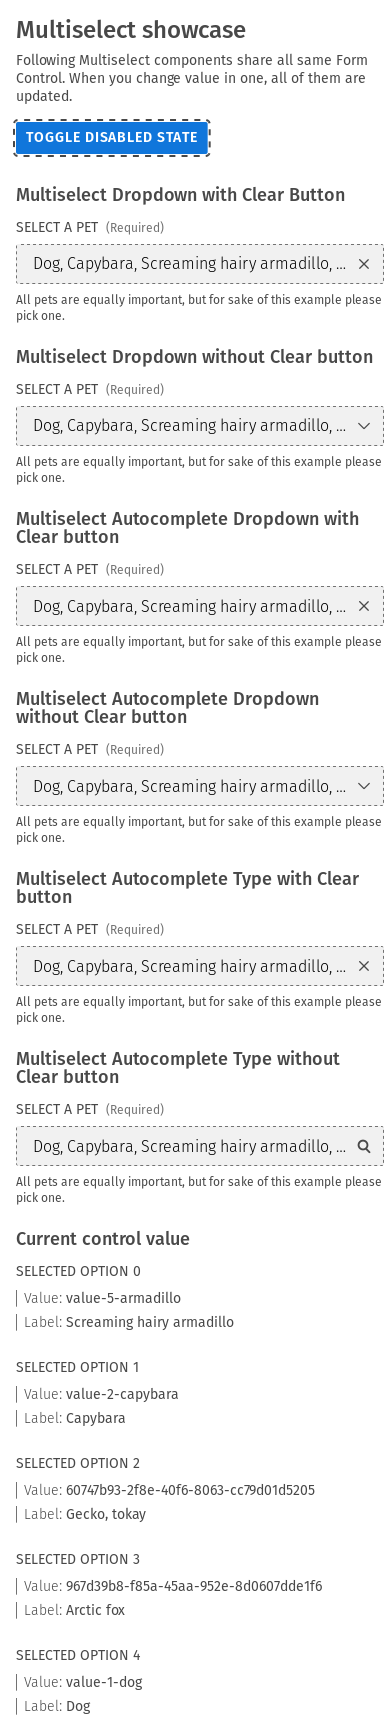 Multiselect showcase
Following Multiselect components share all same Form
Control. When you change value in one, all of them are
updated.
TOGGLE DISABLED STATE
Multiselect Dropdown with Clear Button
SELECT A PET (Required)
Dog, Capybara, Screaming hairy armadillo, ...
All pets are equally important, but for sake of this example please
pick one.
Multiselect Dropdown without Clear button
SELECT A PET (Required)
Dog, Capybara, Screaming hairy armadillo, ...
All pets are equally important, but for sake of this example please
pick one.
Multiselect Autocomplete Dropdown with
Clear button
SELECT A PET (Required)
Dog, Capybara, Screaming hairy armadillo, ...
All pets are equally important, but for sake of this example please
pick one.
Multiselect Autocomplete Dropdown
without Clear button
SELECT A PET (Required)
Dog, Capybara, Screaming hairy armadillo, ...
All pets are equally important, but for sake of this example please
pick one.
Multiselect Autocomplete Type with Clear
button
SELECT A PET (Required)
Dog, Capybara, Screaming hairy armadillo, ...
All pets are equally important, but for sake of this example please
pick one.
Multiselect Autocomplete Type without
Clear button
SELECT A PET (Required)
Dog, Capybara, Screaming hairy armadillo, ...
All pets are equally important, but for sake of this example please
pick one.
Current control value
SELECTED OPTION 0
Value: value-5-armadillo
Label: Screaming hairy armadillo
SELECTED OPTION 1
Value: value-2-capybara
Label: Capybara
SELECTED OPTION 2
Value: 60747b93-2f8e-40f6-8063-cc79d01d5205
Label: Gecko, tokay
SELECTED OPTION 3
Value: 967d39b8-f85a-45aa-952e-8d0607dde1f6
Label: Arctic fox
SELECTED OPTION 4
Value: value-1-dog
Label: Dog